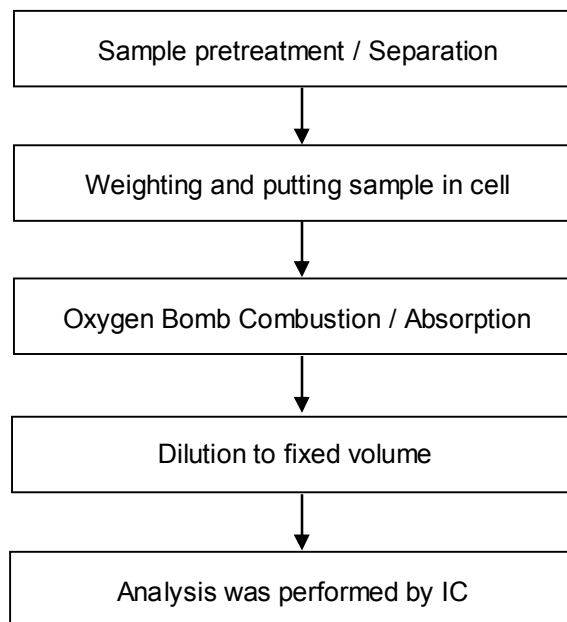 Sample pretreatment / Separation
Weighting and putting sample in cell
Oxygen Bomb Combustion / Absorption
Dilution to fixed volume
Analysis was performed by IC